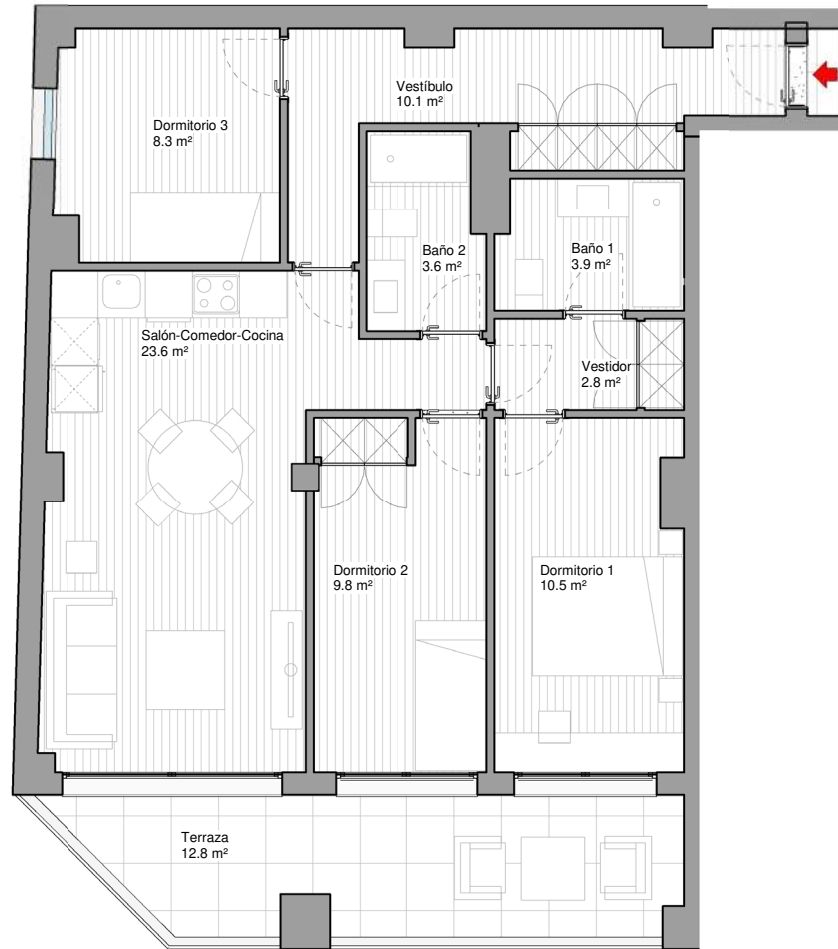 Vestíbulo
10.1 m²
Dormitorio 3
8.3 m²
Baño 2
3.6 m²
Baño 1
3.9 m²
Salón-Comedor-Cocina
23.6 m²
Vestidor
2.8 m²
Dormitorio 2
9.8 m²
Dormitorio 1
10.5 m²
Terraza
12.8 m²